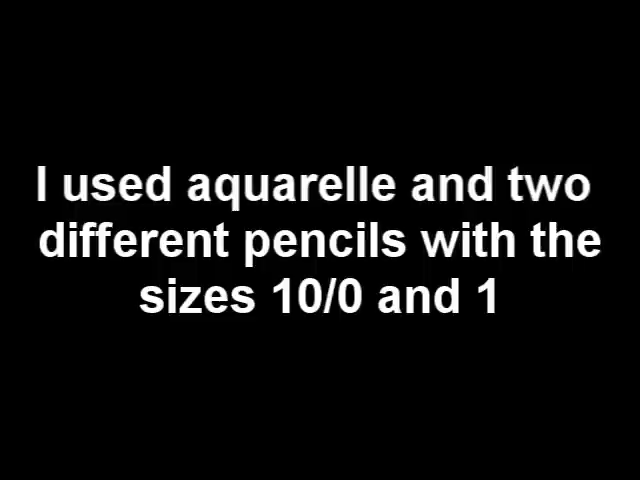 I used aquarelle and two
different pencils with the
sizes 10/0 and 1